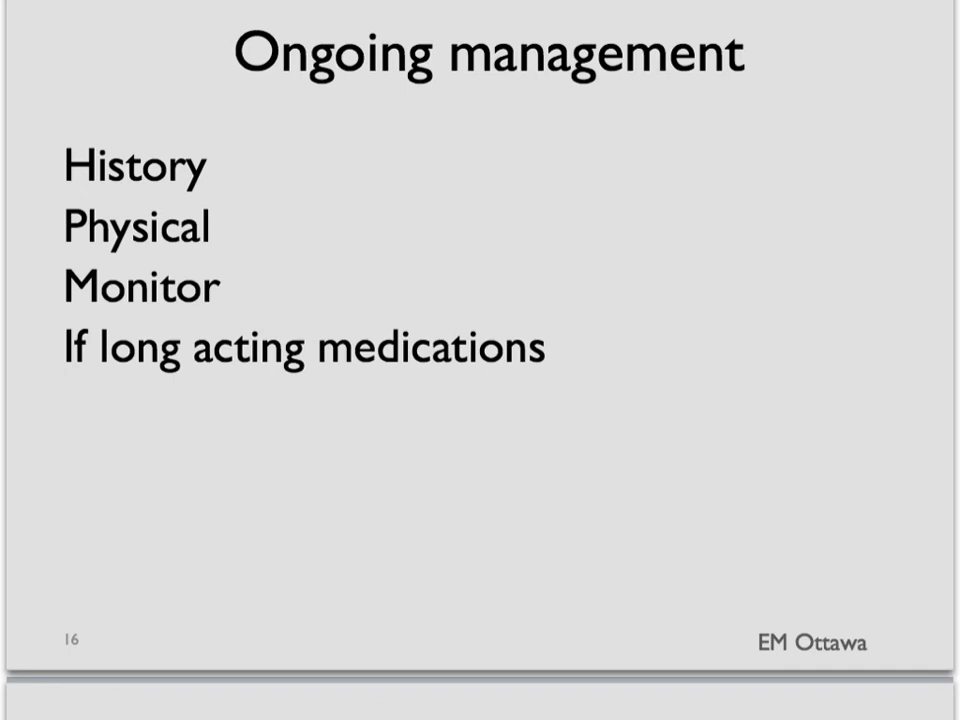 Ongoing management
History
Physical
Monitor
If long acting medications
16
EM Ottawa